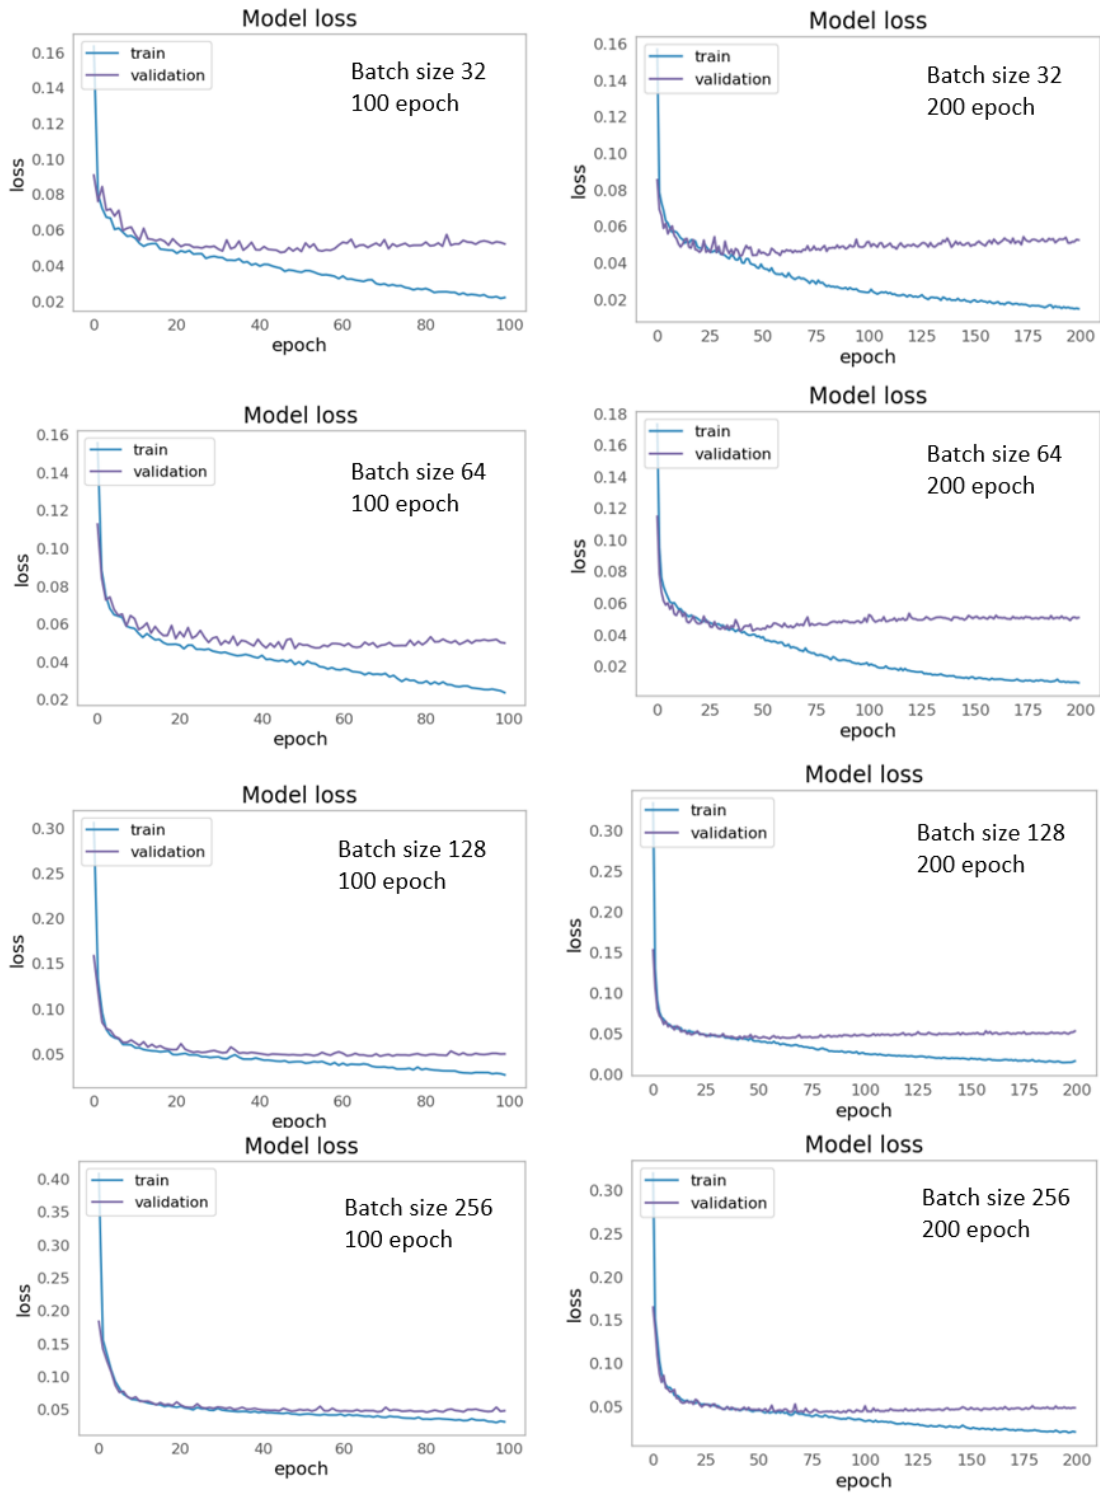 Model loss
train
validation
Batch size 32
100 epoch
loss
0.16
0.14
0.12
0.10
0.08
0.06
0.04
0.02
0 20 40 60 80 100
epoch
Model loss
train
validation
Batch size 32
200 epoch
loss
0.16
0.14
0.12
0.10
0.08
0.06
0.04
0.02
0 25 50 75 100 125 150 175 200
epoch
Model loss
train
validation
Batch size 64
100 epoch
loss
0.16
0.14
0.12
0.10
0.08
0.06
0.04
0.02
0 20 40 60 80 100
epoch
Model loss
train
validation
Batch size 64
200 epoch
loss
0.18
0.16
0.14
0.12
0.10
0.08
0.06
0.04
0.02
0 25 50 75 100 125 150 175 200
epoch
Model loss
train
validation
Batch size 128
100 epoch
loss
0.30
0.25
0.20
0.15
0.10
0.05
0 20 40 60 80 100
epoch
Model loss
train
validation
Batch size 128
200 epoch
loss
0.30
0.25
0.20
0.15
0.10
0.05
0.00
0 25 50 75 100 125 150 175 200
epoch
Model loss
train
validation
Batch size 256
100 epoch
loss
0.40
0.35
0.30
0.25
0.20
0.15
0.10
0.05
0 20 40 60 80 100
epoch
Model loss
train
validation
Batch size 256
200 epoch
loss
0.30
0.25
0.20
0.15
0.10
0.05
0 25 50 75 100 125 150 175 200
epoch